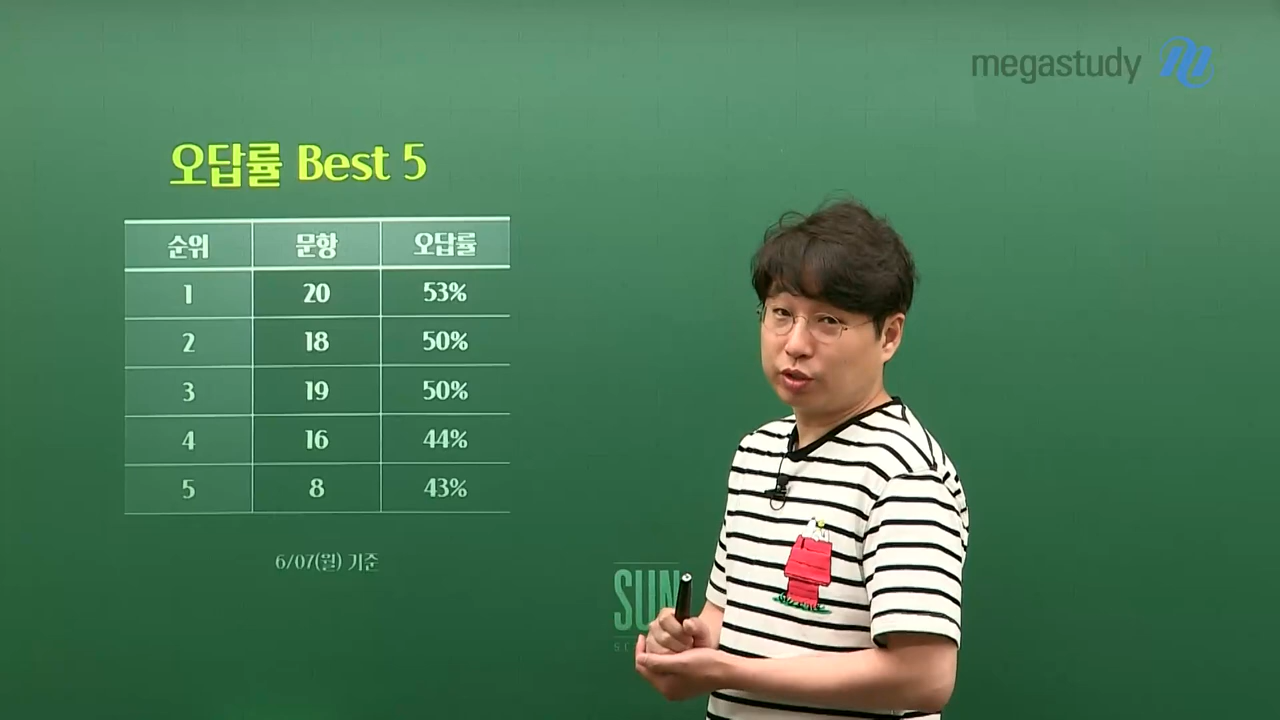 megastudy
오답률 Best 5
순위 문항 오답률
1 20 53%
2 18 50%
3 19 50%
4 16 44%
5 8 43%
6/07(월) 기준
SUN